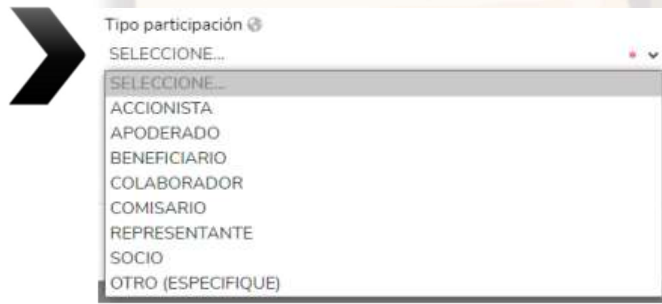 Tipo participación
SELECCIONE...
SELECCIONE...
ACCIONISTA
APODERADO
BENEFICIARIO
COLABORADOR
COMISARIO
REPRESENTANTE
SOCIO
OTRO (ESPECIFIQUE)